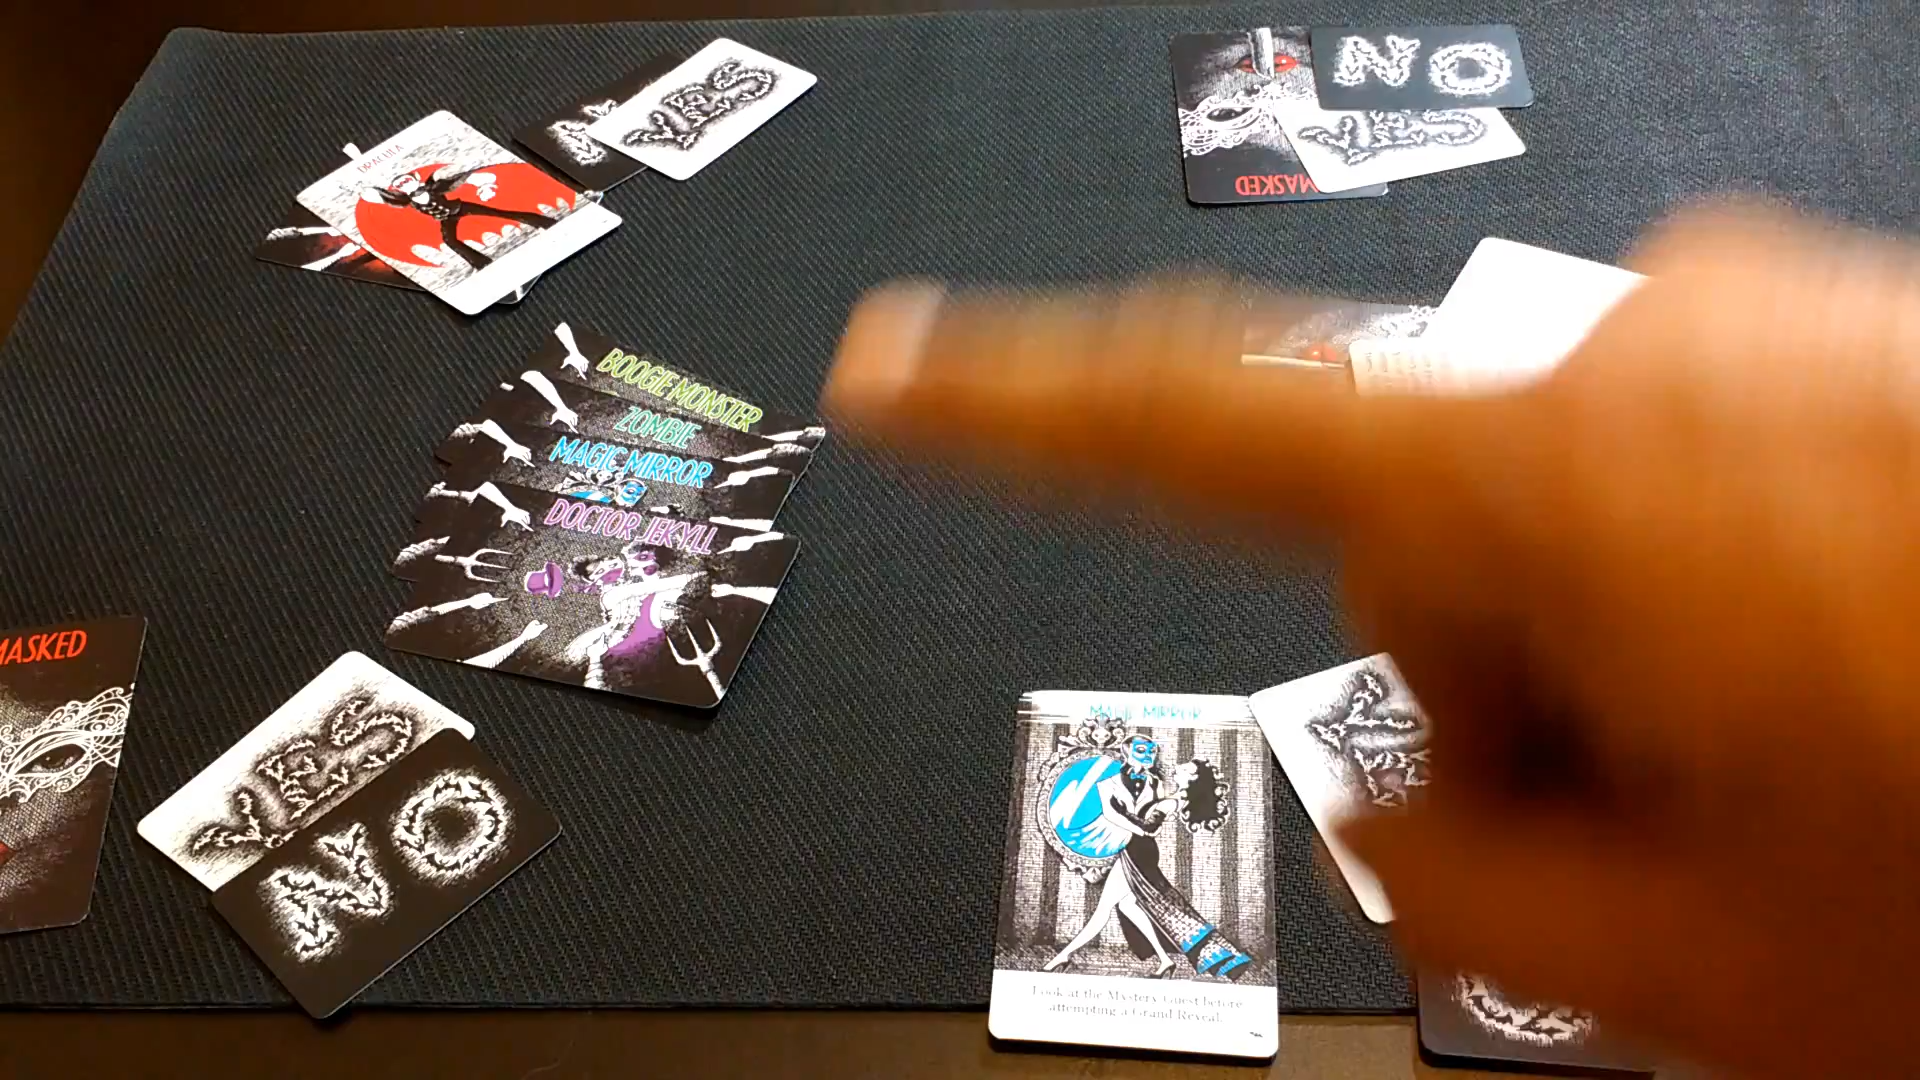 DRACULA
YES
NO
YES
MASKED
BOOGIE MONSTER
ZOMBIE
MAGIC MIRROR
DOCTOR JEKYLL
MASKED
YES
NO
MAGIC MIRROR
Look at the Mystery Guest before
attempting a Grand Reveal.